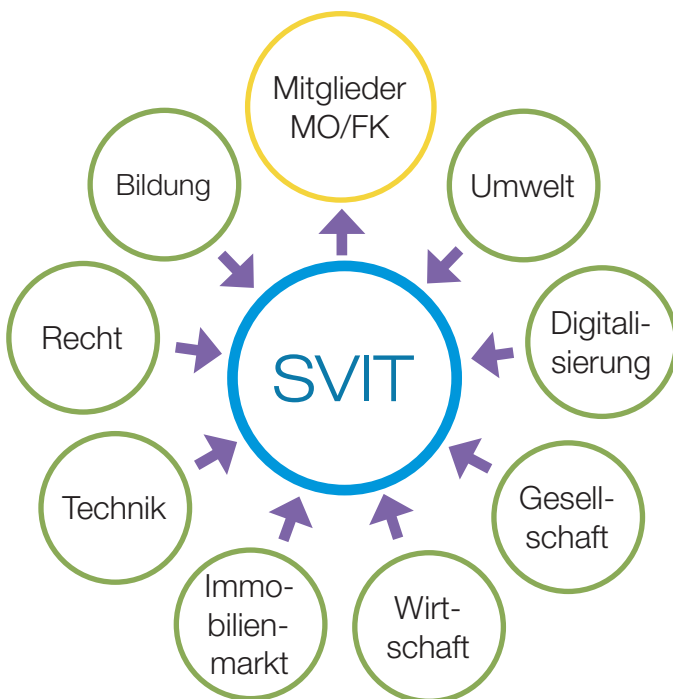 Mitglieder
MO/FK
Bildung
Umwelt
Recht
Digitali-
sierung
SVIT
Technik
Gesell-
schaft
Immo-
bilien-
markt
Wirt-
schaft